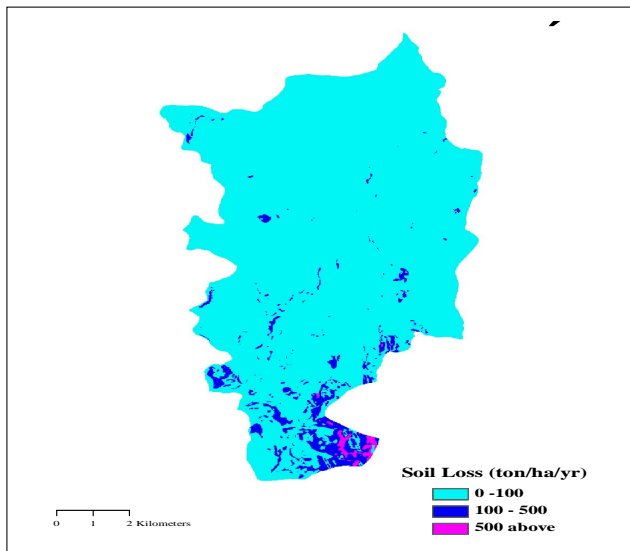 Soil Loss (ton/ha/yr)
0 -100
100 - 500
500 above
0 1 2 Kilometers